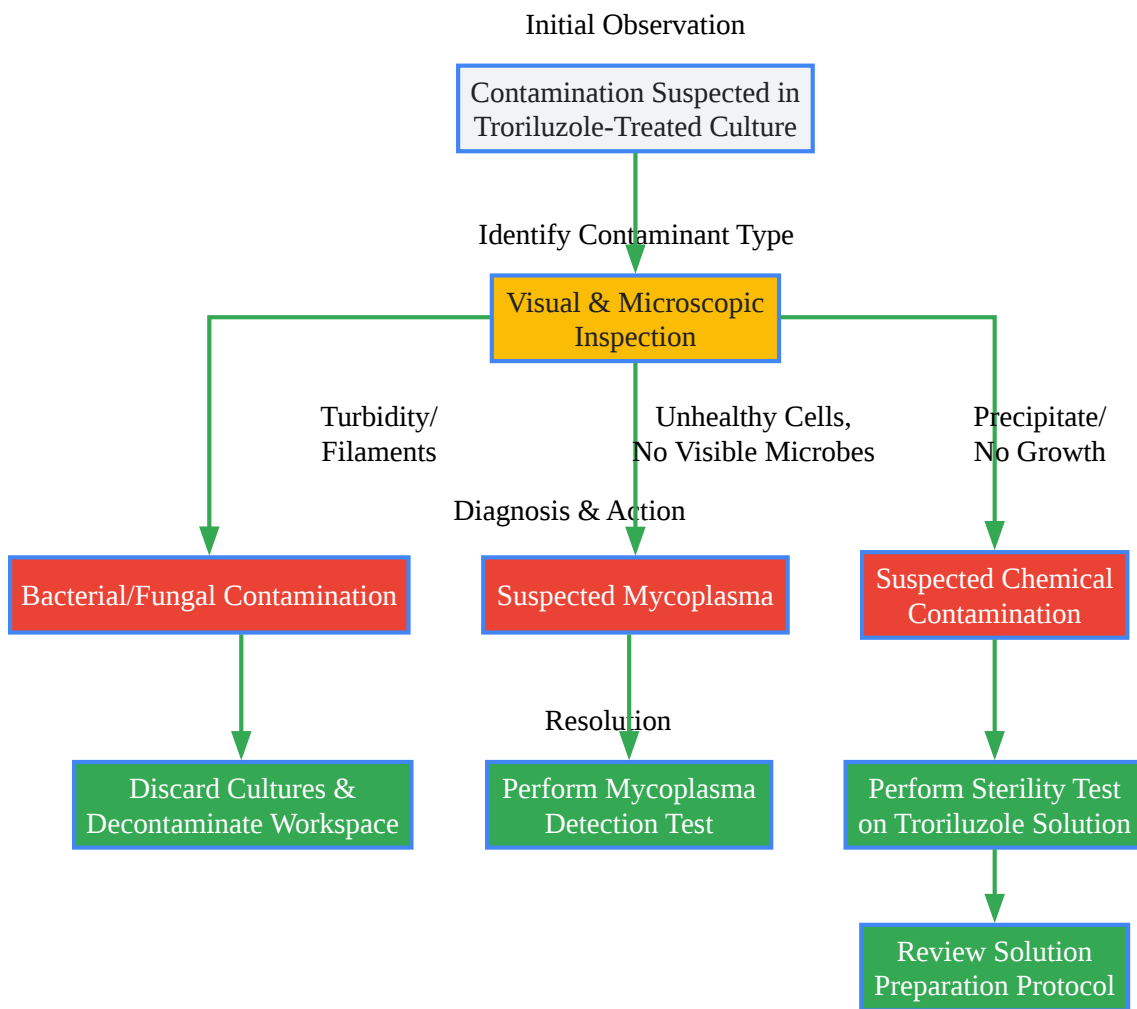 Initial Observation
Contamination Suspected in
Troriluzole-Treated Culture
Identify Contaminant Type
Visual & Microscopic
Inspection
Turbidity/
Filaments
Unhealthy Cells,
No Visible Microbes
Precipitate/
No Growth
Diagnosis & Action
Bacterial/Fungal Contamination
Suspected Mycoplasma
Suspected Chemical
Contamination
Resolution
Discard Cultures &
Decontaminate Workspace
Perform Mycoplasma
Detection Test
Perform Sterility Test
on Troriluzole Solution
Review Solution
Preparation Protocol